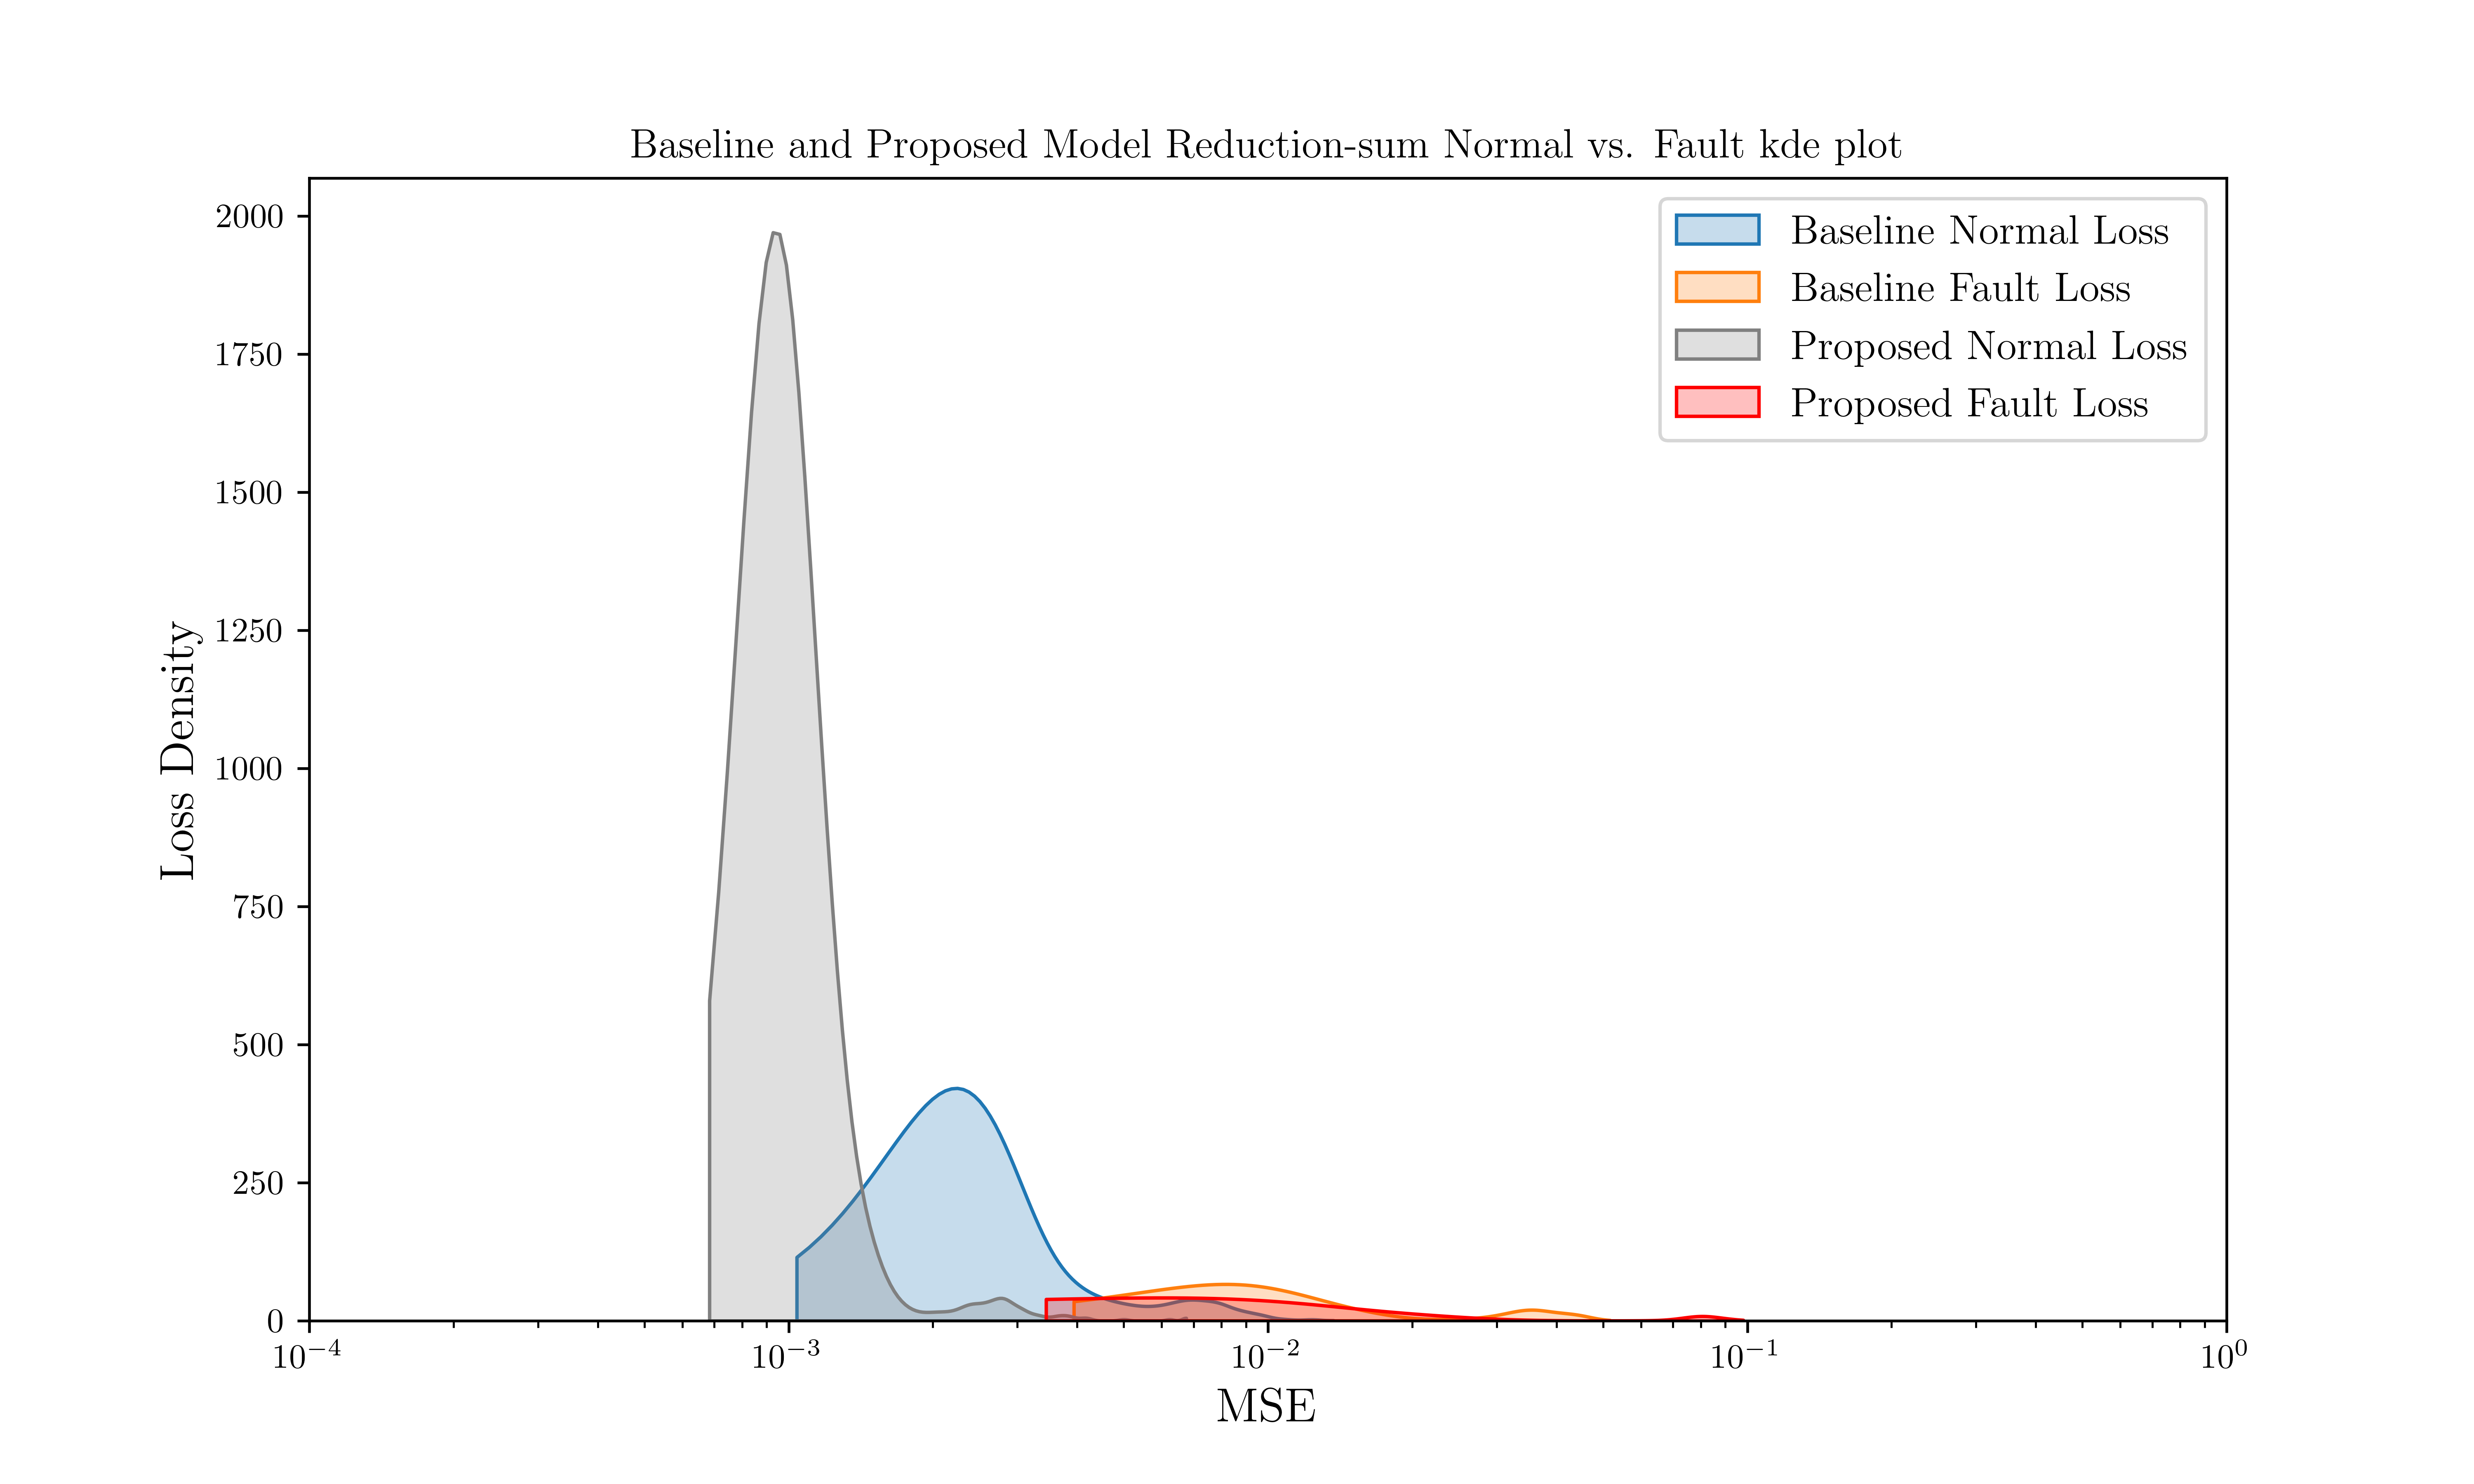 Baseline and Proposed Model Reduction-sum Normal vs. Fault kde plot
2000
1750
1500
1250
1000
750
500
250
0
Loss Density
Baseline Normal Loss
Baseline Fault Loss
Proposed Normal Loss
Proposed Fault Loss
10⁻⁴ 10⁻³ 10⁻² 10⁻¹ 10⁰
MSE